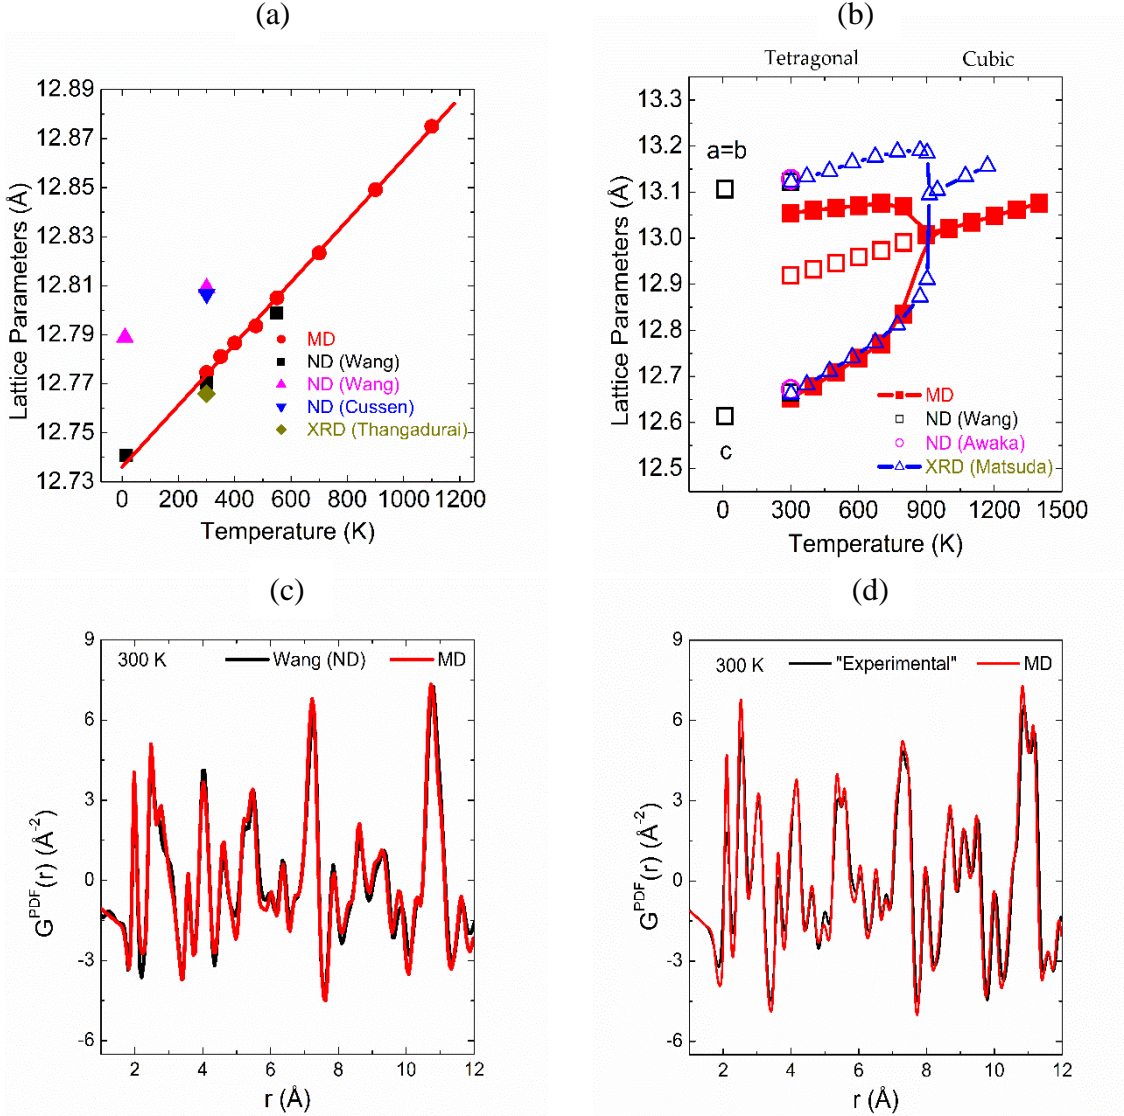 (a)
12.89
12.87
12.85
12.83
12.81
12.79
12.77
12.75
12.73
Lattice Parameters (Å)
MD
ND (Wang)
ND (Wang)
ND (Cussen)
XRD (Thangadurai)
0 200 400 600 800 1000 1200
Temperature (K)
(b)
Tetragonal Cubic
13.3
13.2
13.1
13.0
12.9
12.8
12.7
12.6
12.5
Lattice Parameters (Å)
a=b
c
MD
ND (Wang)
ND (Awaka)
XRD (Matsuda)
0 300 600 900 1200 1500
Temperature (K)
(c)
300 K Wang (ND) MD
9
6
3
0
-3
-6
G^PDF(r) (Å^-2)
2 4 6 8 10 12
r (Å)
(d)
300 K "Experimental" MD
9
6
3
0
-3
-6
G^PDF(r) (Å^-2)
2 4 6 8 10 12
r (Å)